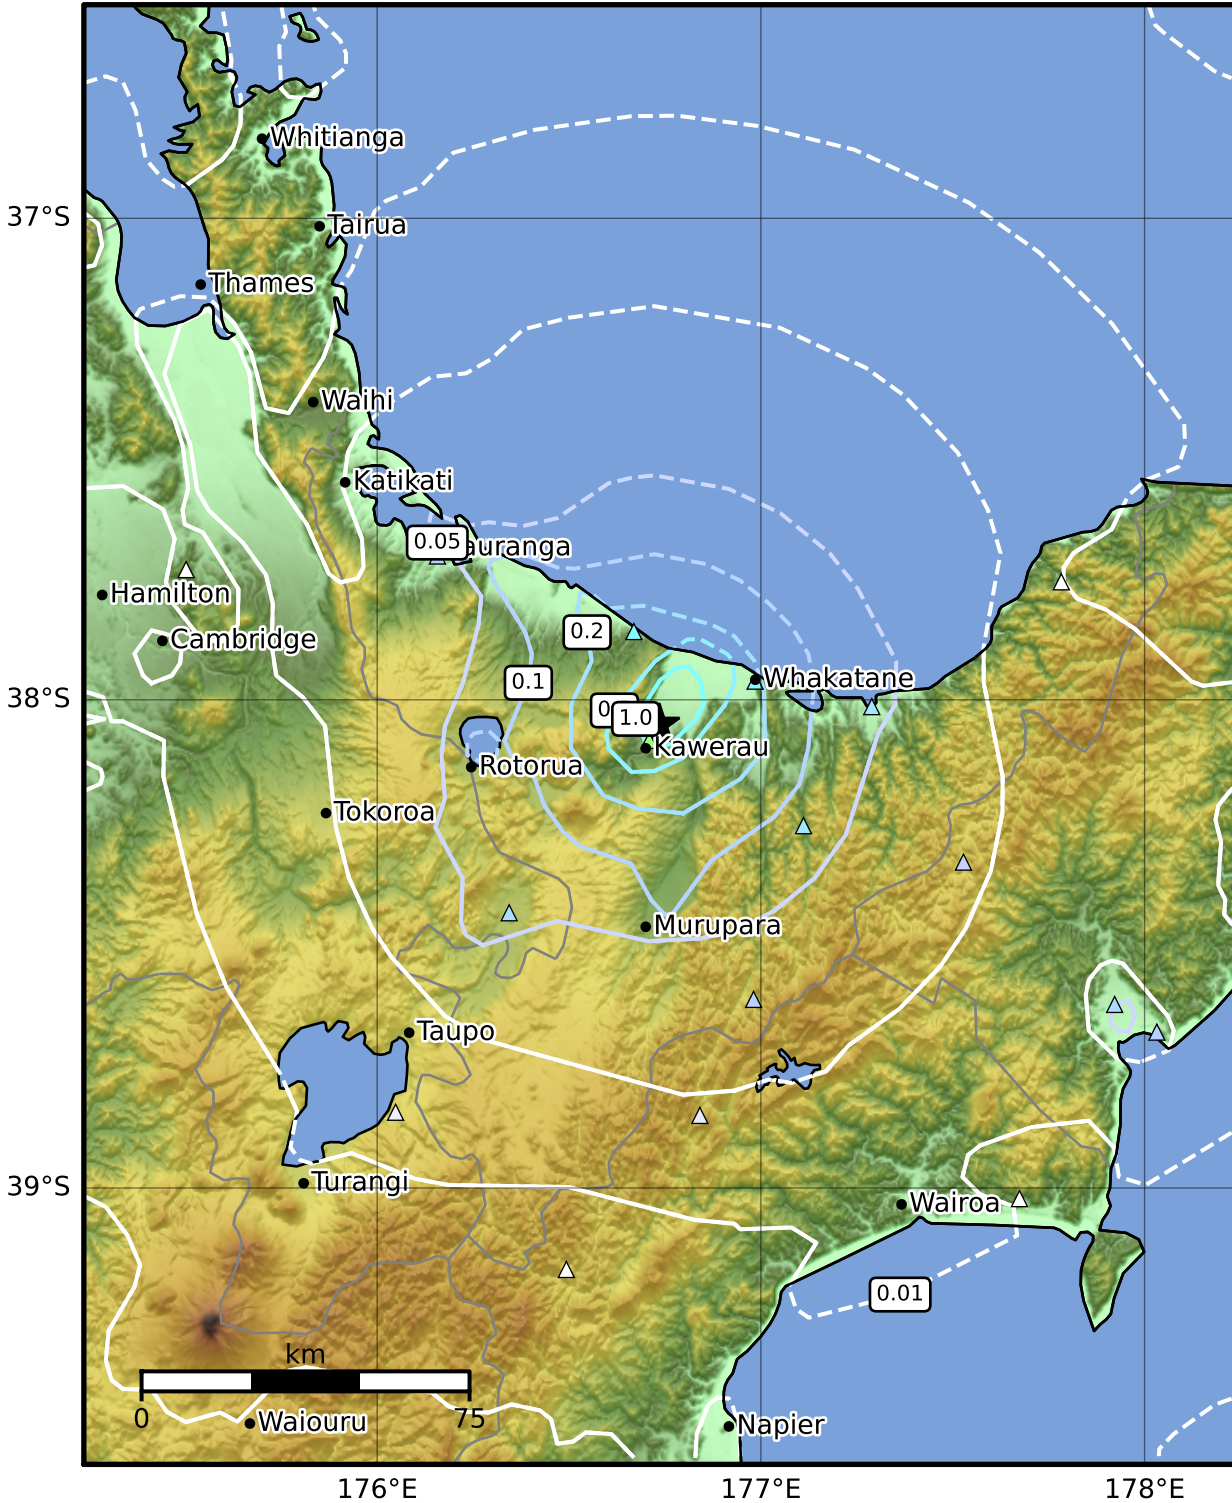 Whitianga
37°S
Tairua
Thames
Waihi
Katikati
0.05
auranga
Hamilton
0.2
Cambridge
Whakatane
0.1
38°S
0.
1.0
Kawerau
Rotorua
Tokoroa
Murupara
Taupo
39°S
Turangi
Wairoa
0.01
km
0
75
Waiouru
Napier
176°E
177°E
178°E